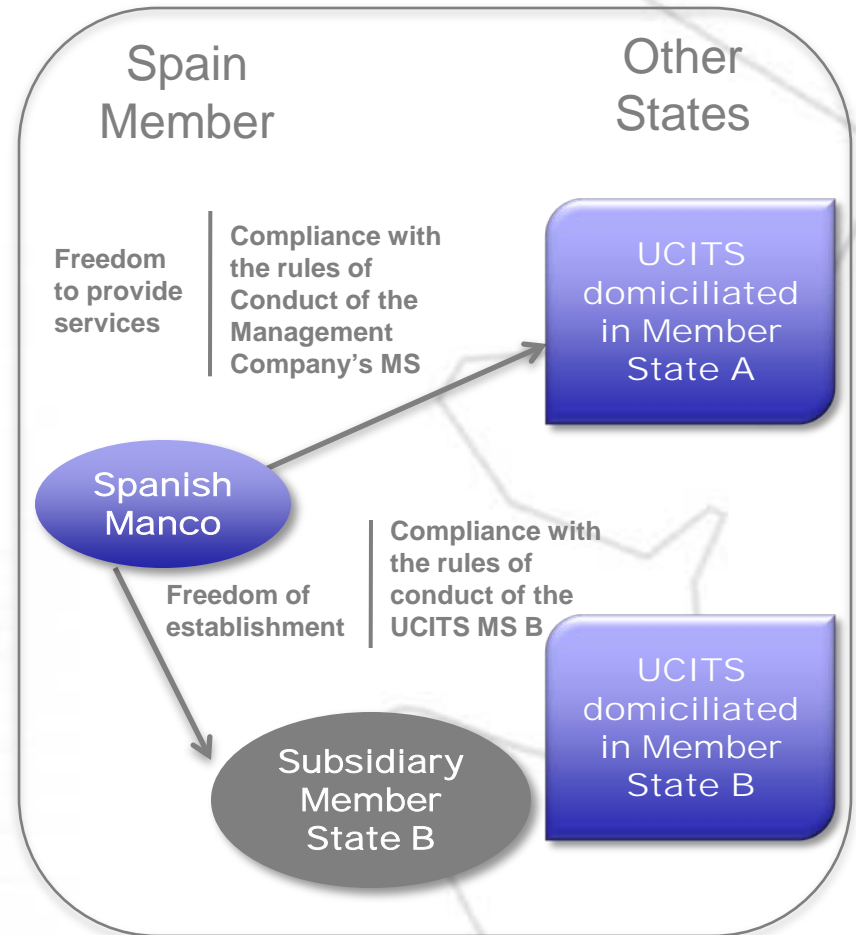 Spain
Member
Other
States
Freedom
to provide
services
Compliance with
the rules of
Conduct of the
Management
Company’s MS
UCITS
domiciliated
in Member
State A
Spanish
Manco
Freedom of
establishment
Compliance with
the rules of
conduct of the
UCITS MS B
UCITS
domiciliated
in Member
State B
Subsidiary
Member
State B